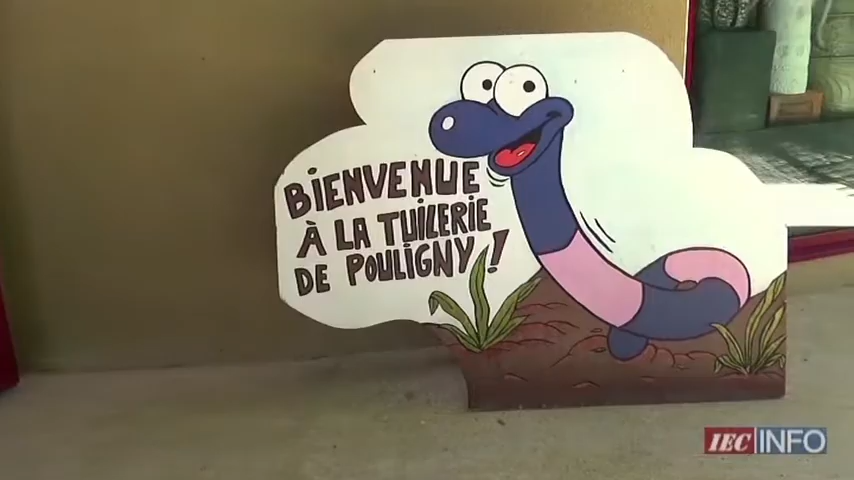 BIENVENUE
À LA TUILERIE
DE POULIGNY !
IEC INFO